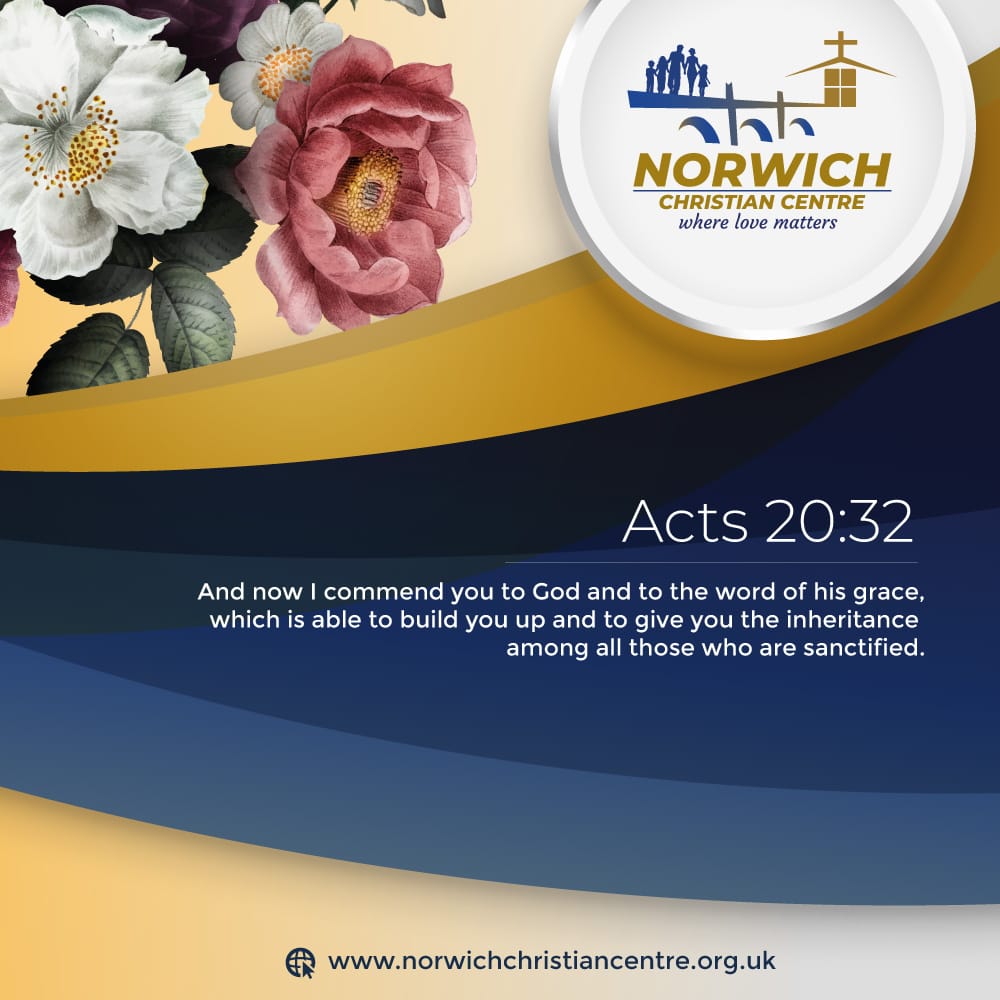 NORWICH
CHRISTIAN CENTRE
where love matters
Acts 20:32
And now I commend you to God and to the word of his grace,
which is able to build you up and to give you the inheritance
among all those who are sanctified.
www.norwichchristiancentre.org.uk